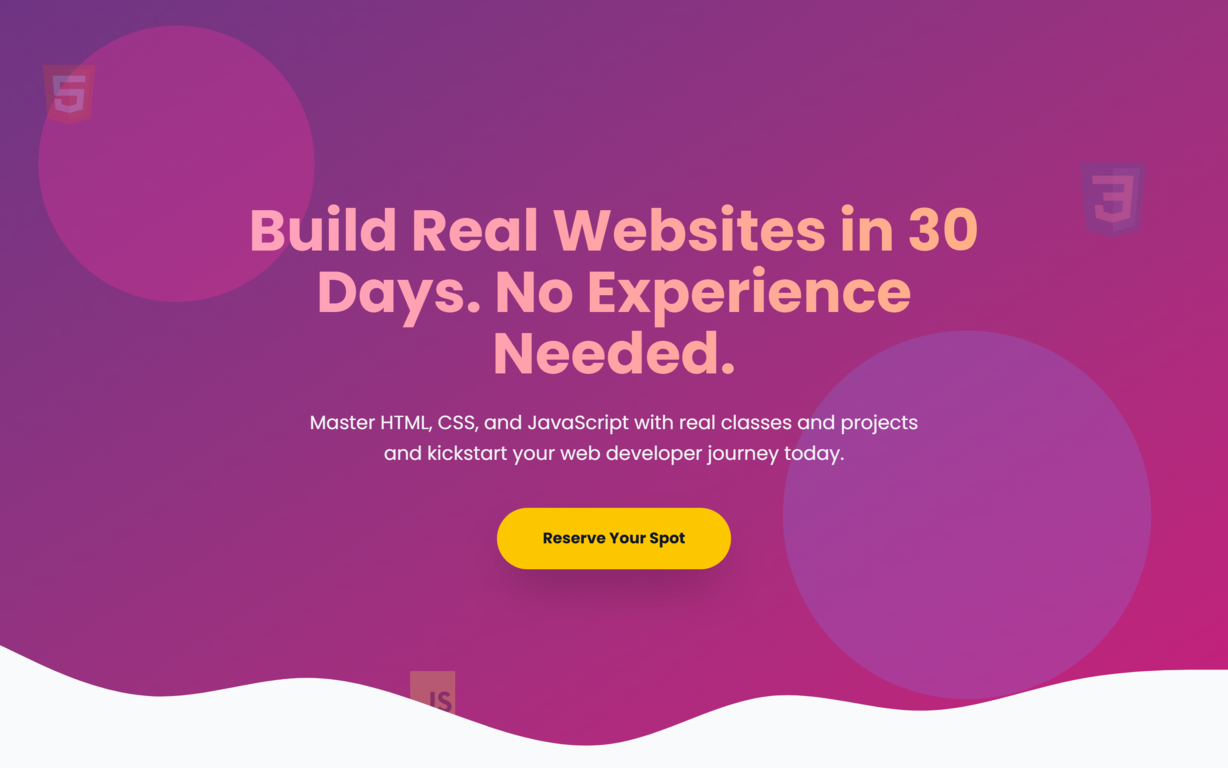 5
3
Build Real Websites in 30
Days. No Experience
Needed.
Master HTML, CSS, and JavaScript with real classes and projects
and kickstart your web developer journey today.
Reserve Your Spot
JS